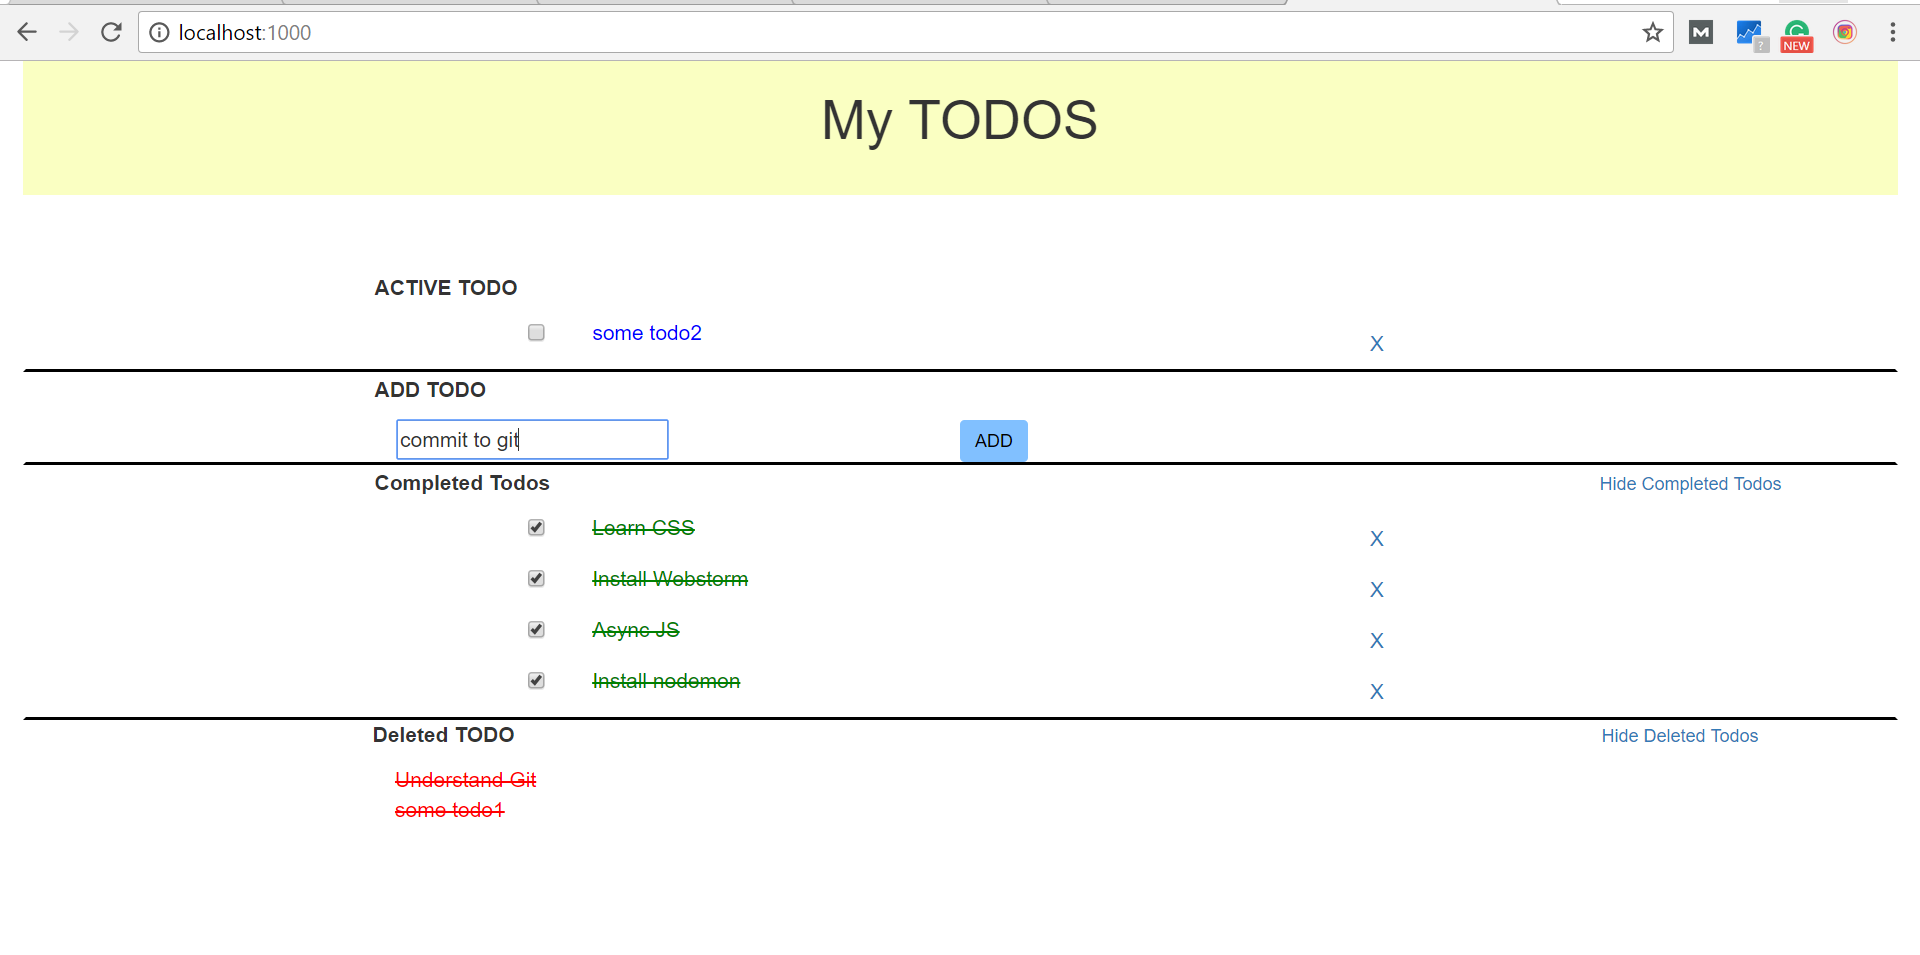 localhost:1000
NEW
My TODOS
ACTIVE TODO
some todo2 X
ADD TODO
commit to git ADD
Completed Todos Hide Completed Todos
Learn CSS X
Install Webstorm X
Async JS X
Install nodemon X
Deleted TODO Hide Deleted Todos
Understand Git
some todo1